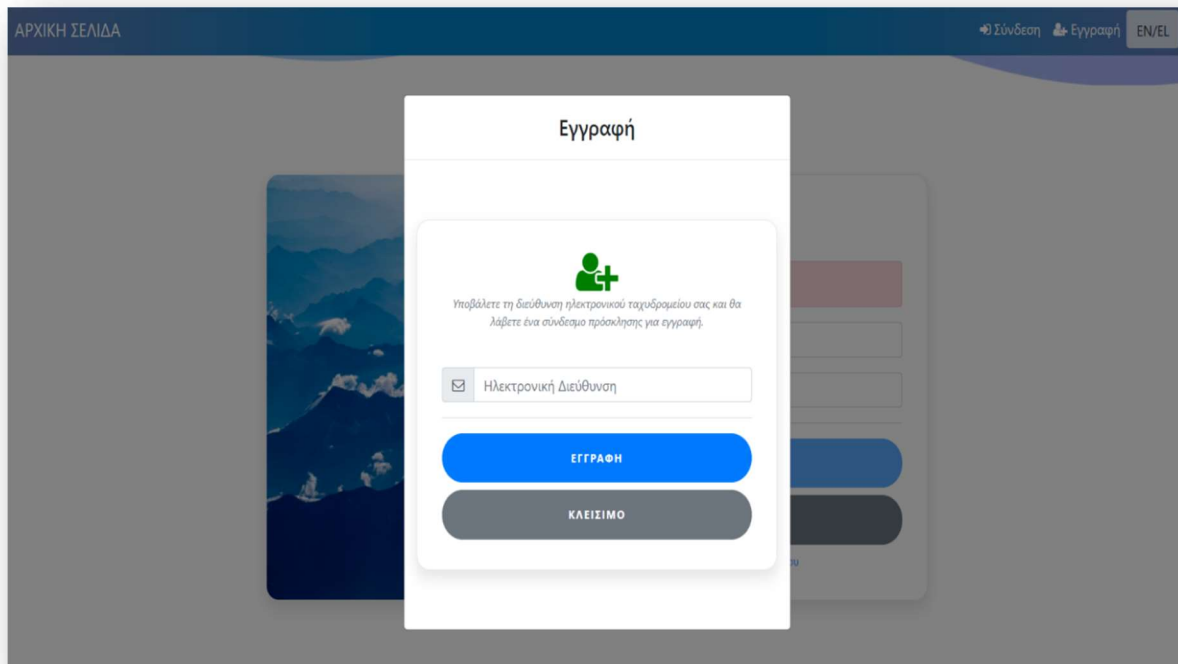 ΑΡΧΙΚΗ ΣΕΛΙΔΑ
Σύνδεση Εγγραφή EN/EL
Εγγραφή
Υποβάλετε τη διεύθυνση ηλεκτρονικού ταχυδρομείου σας και θα
λάβετε ένα σύνδεσμο πρόσκλησης για εγγραφή.
Ηλεκτρονική Διεύθυνση
ΕΓΓΡΑΦΗ
ΚΛΕΙΣΙΜΟ